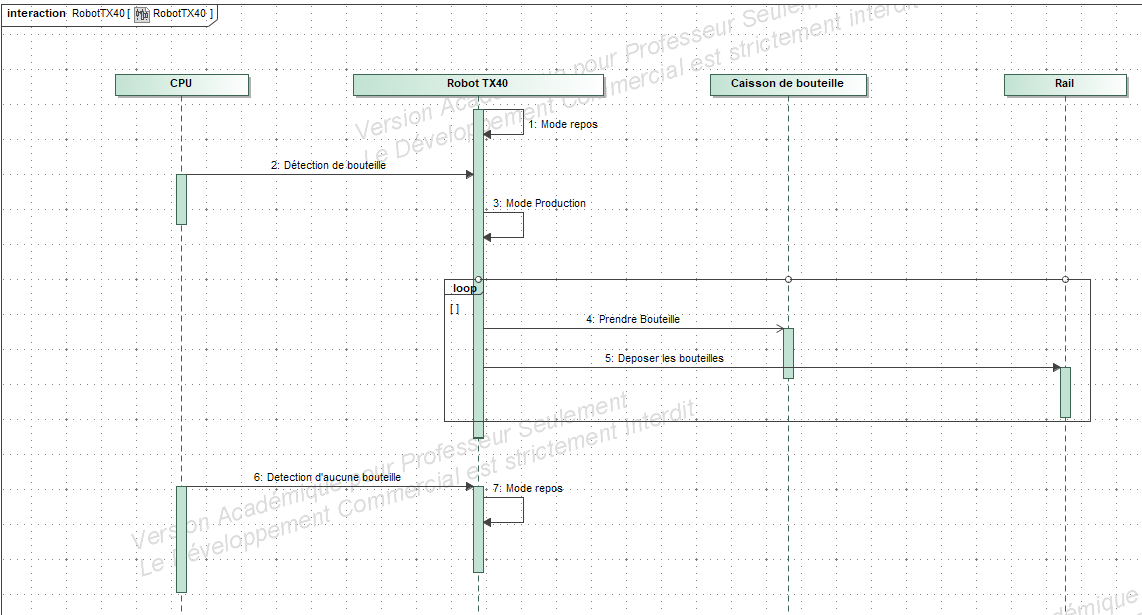 interaction RobotTX40 [ RobotTX40 ]
Version Académique pour Professeur Seulement
Le Développement Commercial est strictement interdit
CPU
Robot TX40
Caisson de bouteille
Rail
1: Mode repos
2: Détection de bouteille
3: Mode Production
loop
[ ]
4: Prendre Bouteille
5: Deposer les bouteilles
Version Académique pour Professeur Seulement
Le Développement Commercial est strictement Interdit
6: Detection d'aucune bouteille
7: Mode repos